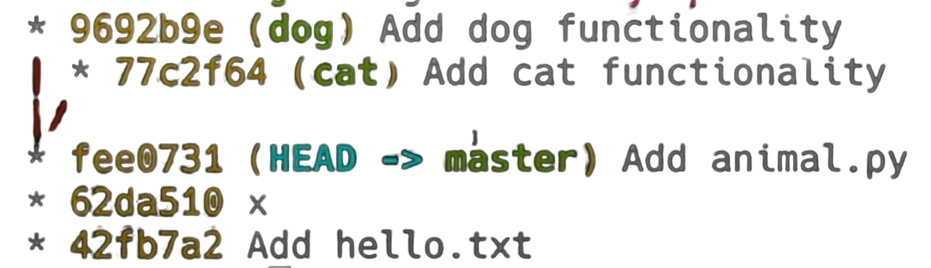 * 9692b9e (dog) Add dog functionality
| * 77c2f64 (cat) Add cat functionality
|/
* fee0731 (HEAD -> master) Add animal.py
* 62da510 x
* 42fb7a2 Add hello.txt